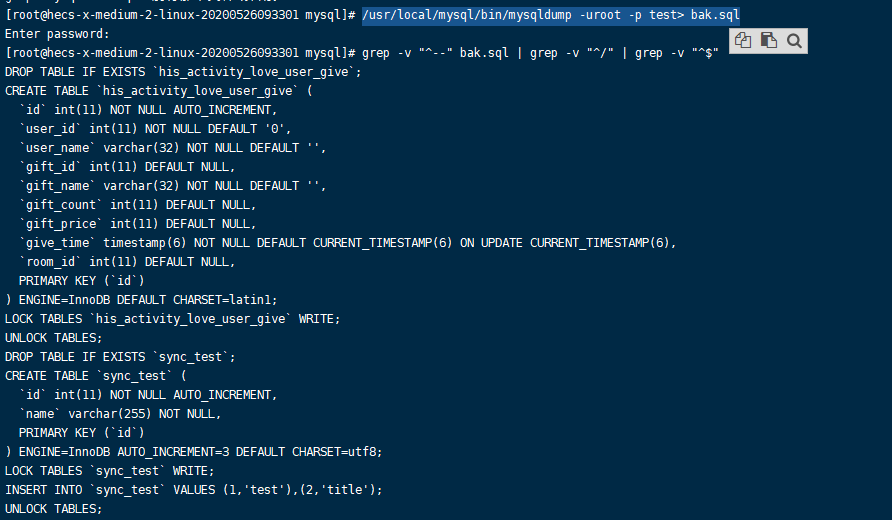 [root@hecs-x-medium-2-linux-20200526093301 mysql]# /usr/local/mysql/bin/mysqldump -uroot -p test> bak.sql
Enter password:
[root@hecs-x-medium-2-linux-20200526093301 mysql]# grep -v "^--" bak.sql | grep -v "^/" | grep -v "^$"
DROP TABLE IF EXISTS `his_activity_love_user_give`;
CREATE TABLE `his_activity_love_user_give` (
  `id` int(11) NOT NULL AUTO_INCREMENT,
  `user_id` int(11) NOT NULL DEFAULT '0',
  `user_name` varchar(32) NOT NULL DEFAULT '',
  `gift_id` int(11) DEFAULT NULL,
  `gift_name` varchar(32) NOT NULL DEFAULT '',
  `gift_count` int(11) DEFAULT NULL,
  `gift_price` int(11) DEFAULT NULL,
  `give_time` timestamp(6) NOT NULL DEFAULT CURRENT_TIMESTAMP(6) ON UPDATE CURRENT_TIMESTAMP(6),
  `room_id` int(11) DEFAULT NULL,
  PRIMARY KEY (`id`)
) ENGINE=InnoDB DEFAULT CHARSET=latin1;
LOCK TABLES `his_activity_love_user_give` WRITE;
UNLOCK TABLES;
DROP TABLE IF EXISTS `sync_test`;
CREATE TABLE `sync_test` (
  `id` int(11) NOT NULL AUTO_INCREMENT,
  `name` varchar(255) NOT NULL,
  PRIMARY KEY (`id`)
) ENGINE=InnoDB AUTO_INCREMENT=3 DEFAULT CHARSET=utf8;
LOCK TABLES `sync_test` WRITE;
INSERT INTO `sync_test` VALUES (1,'test'),(2,'title');
UNLOCK TABLES;